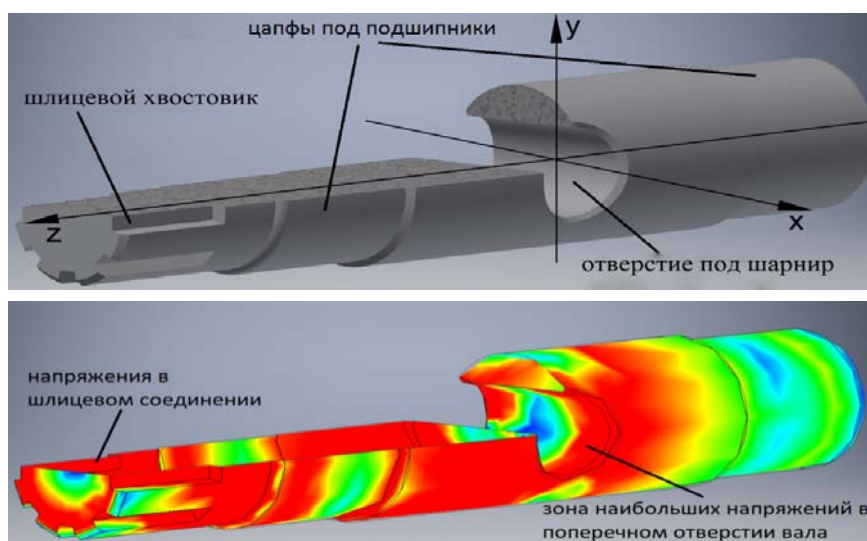 цапфы под подшипники
y
шлицевой хвостовик
z
x
отверстие под шарнир
напряжения в
шлицевом соединении
зона наибольших напряжений в
поперечном отверстии вала